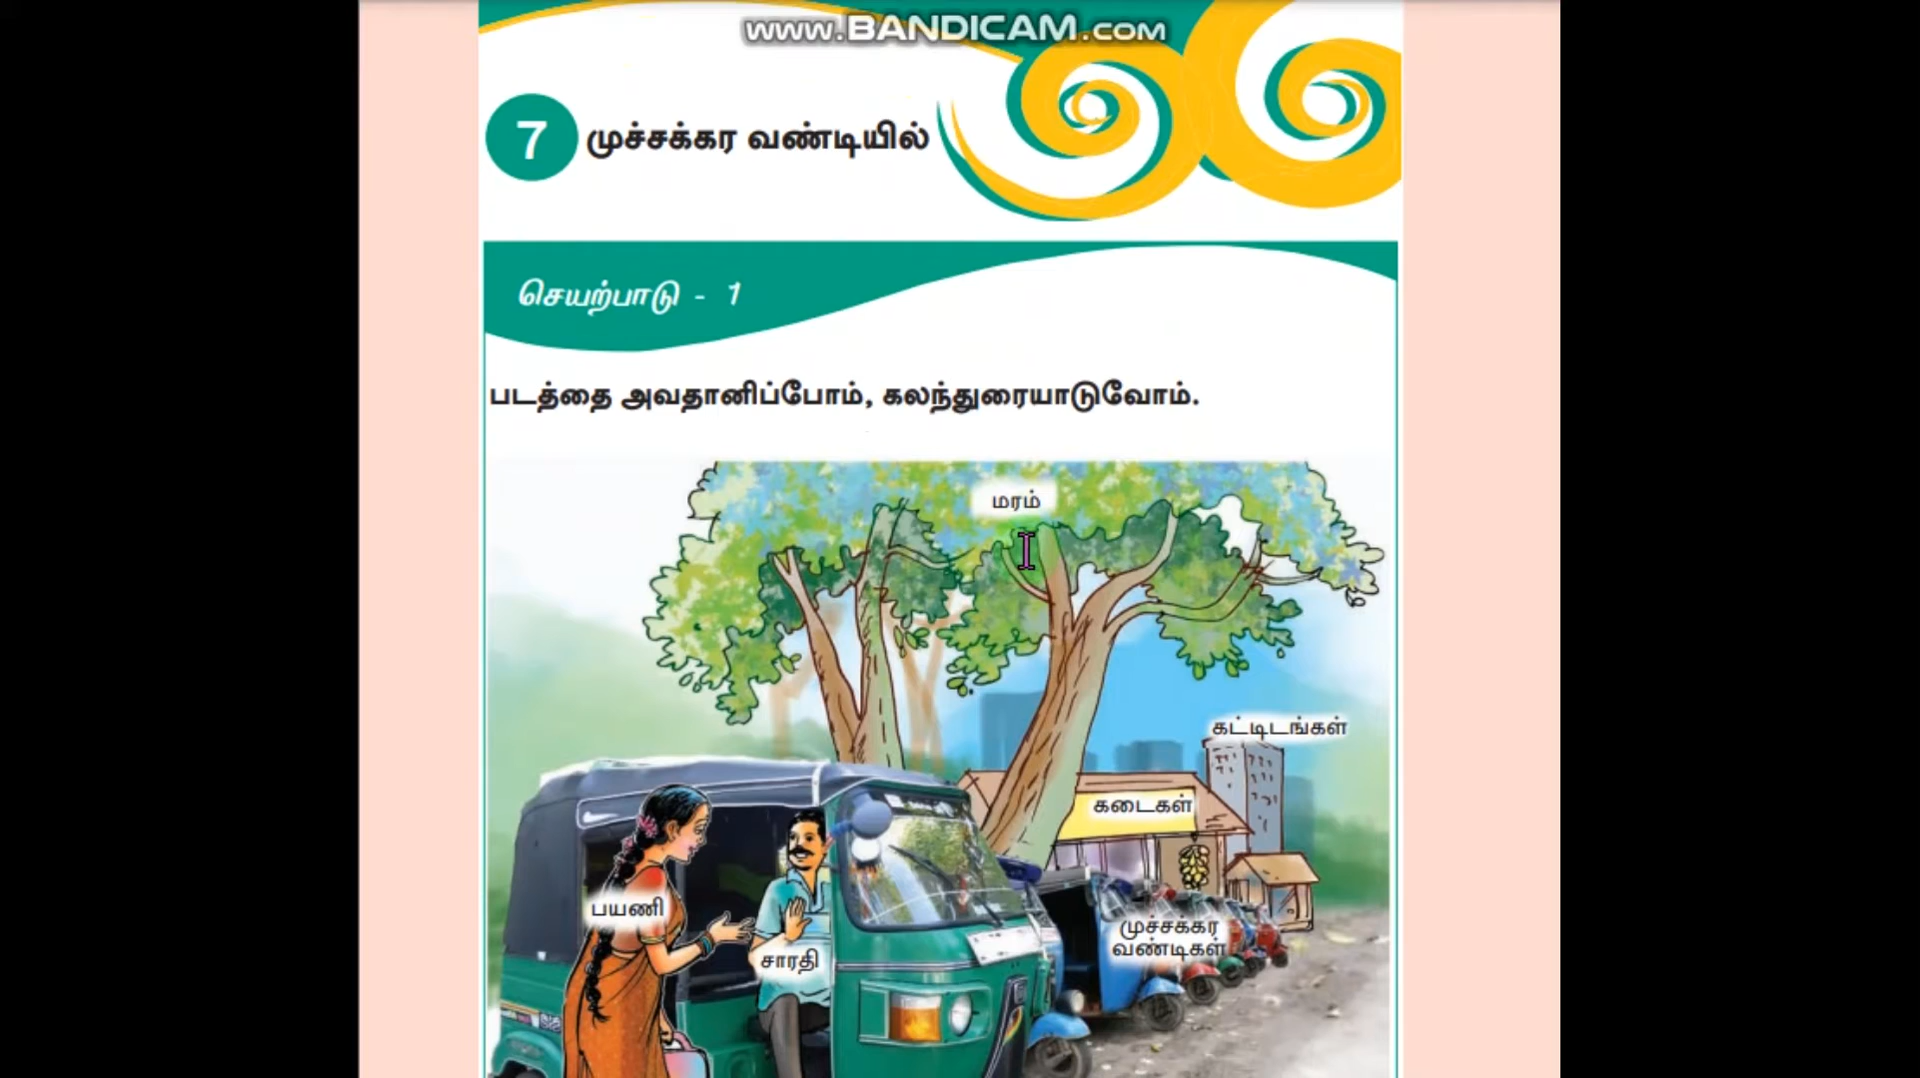 www.BANDICAM.com
7 முச்சக்கர வண்டியில்
செயற்பாடு - 1
படத்தை அவதானிப்போம், கலந்துரையாடுவோம்.
மரம்
கட்டிடங்கள்
கடைகள்
பயணி
முச்சக்கர
வண்டிகள்
சாரதி